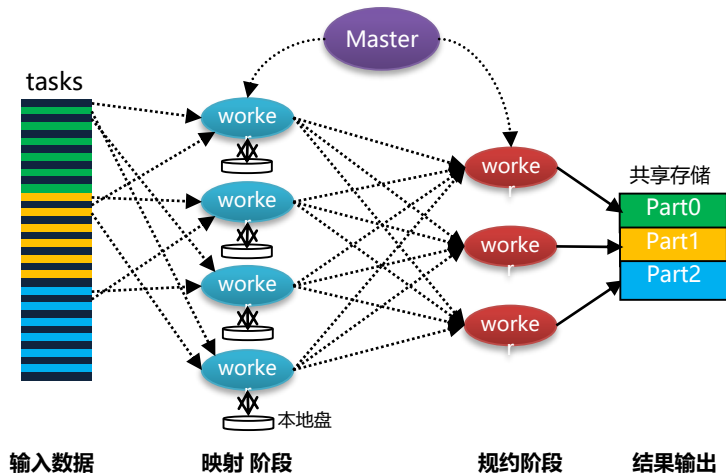 Master
tasks
worke
r
worke
r
worke
r
worke
r
本地盘
worke
r
worke
r
worke
r
共享存储
Part0
Part1
Part2
输入数据
映射 阶段
规约阶段
结果输出